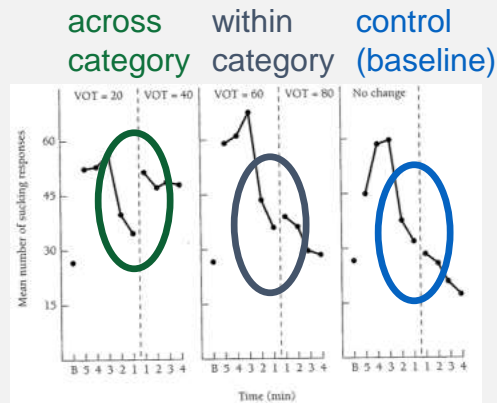 across category
within category
control (baseline)
VOT = 20
VOT = 40
VOT = 60
VOT = 80
No change
Mean number of sucking responses
60
45
30
15
B 5 4 3 2 1
1 2 3 4
B 5 4 3 2 1
1 2 3 4
B 5 4 3 2 1
1 2 3 4
Time (min)